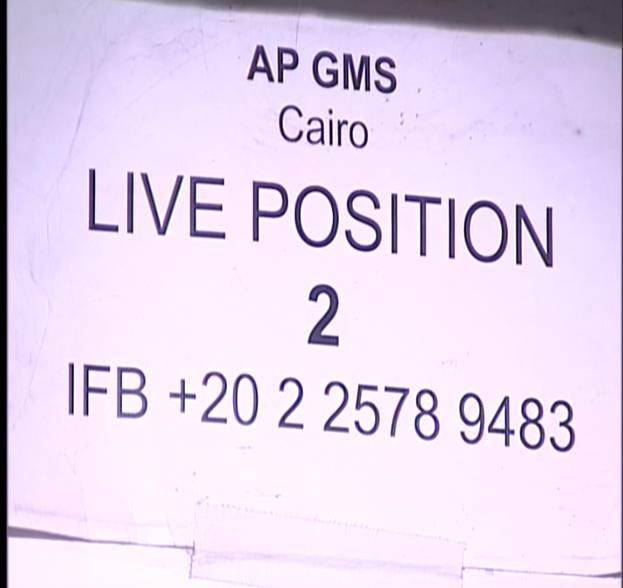 AP GMS
Cairo
LIVE POSITION
2
IFB +20 2 2578 9483